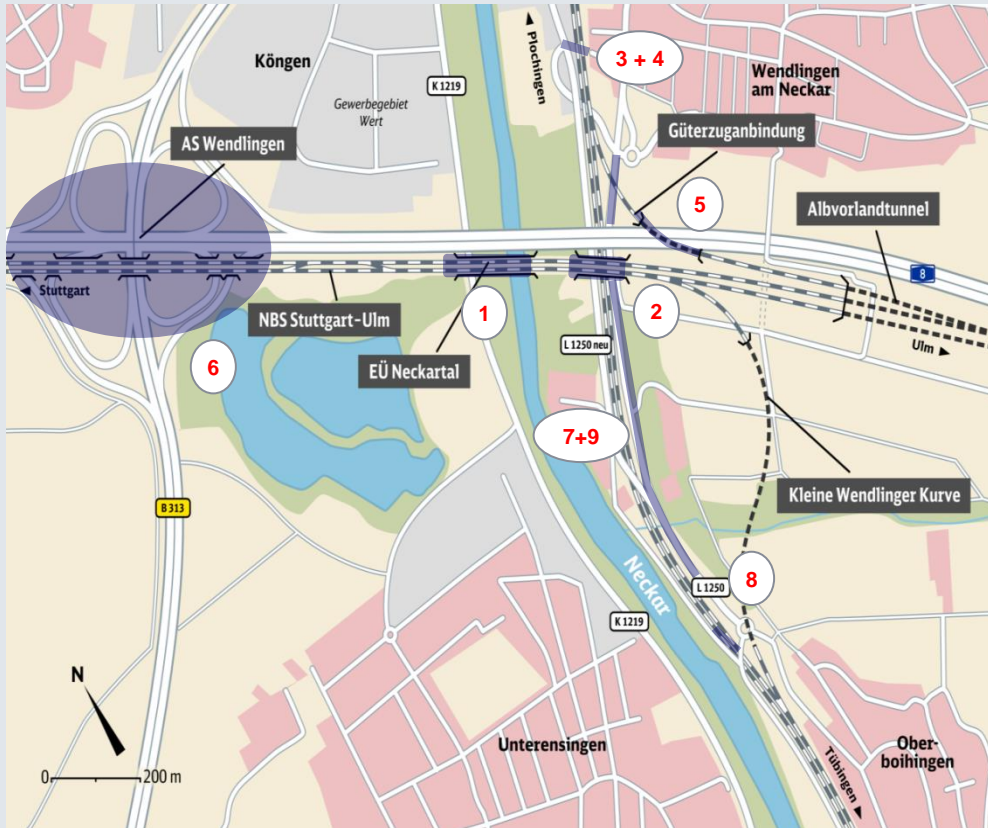 Köngen
K 1219
Plochingen
3 + 4
Wendlingen
am Neckar
Gewerbegebiet
Wert
AS Wendlingen
Güterzuganbindung
5
Albvorlandtunnel
8
Stuttgart
NBS Stuttgart-Ulm
1
2
L 1250 neu
Ulm
6
EÜ Neckartal
7+9
Kleine Wendlinger Kurve
B 313
Neckar
8
L 1250
K 1219
N
0
200 m
Unterensingen
Tübingen
Ober-
boihingen